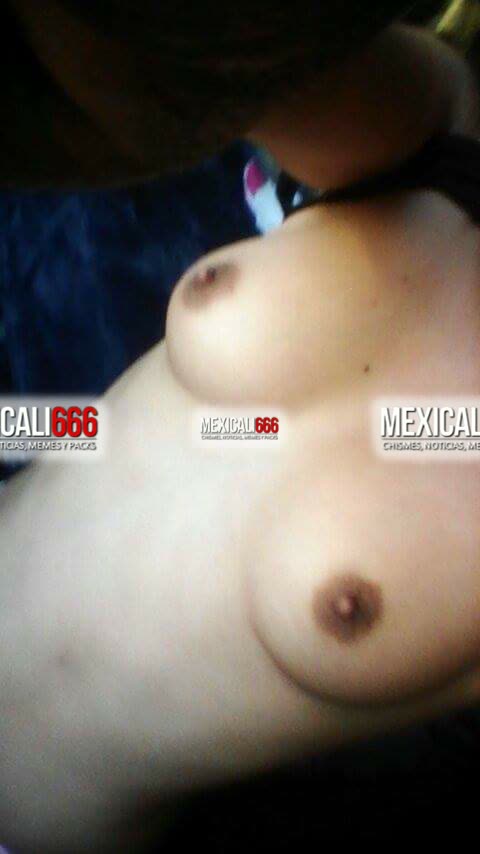 CALI666
TICIAS, MEMES Y PACKS
MEXICALI666
CHISMES, NOTICIAS, MEMES Y PACKS
MEXICAL
CHISMES, NOTICIAS, ME